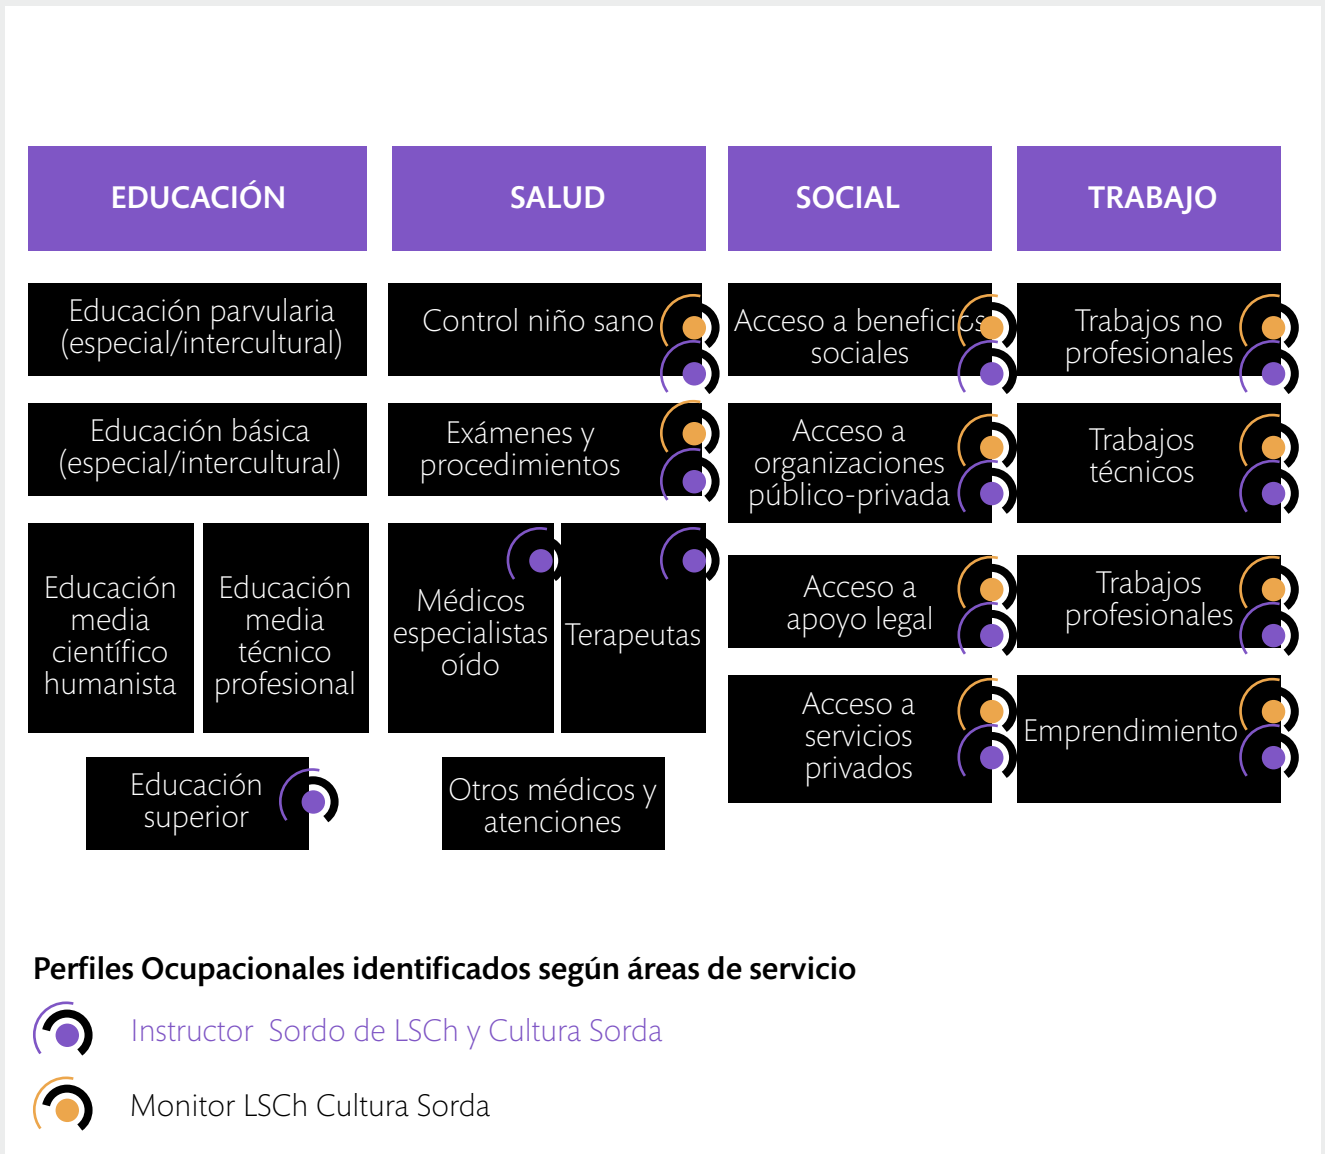 EDUCACIÓN
SALUD
SOCIAL
TRABAJO
Educación parvularia
(especial/intercultural)
Control niño sano
Acceso a beneficios
sociales
Trabajos no
profesionales
Educación básica
(especial/intercultural)
Exámenes y
procedimientos
Acceso a
organizaciones
público-privada
Trabajos
técnicos
Educación
media
científico
humanista
Educación
media
técnico
profesional
Médicos
especialistas
oído
Terapeutas
Acceso a
apoyo legal
Trabajos
profesionales
Acceso a
servicios
privados
Emprendimiento
Educación
superior
Otros médicos y
atenciones
Perfiles Ocupacionales identificados según áreas de servicio
Instructor  Sordo de LSCh y Cultura Sorda
Monitor LSCh Cultura Sorda